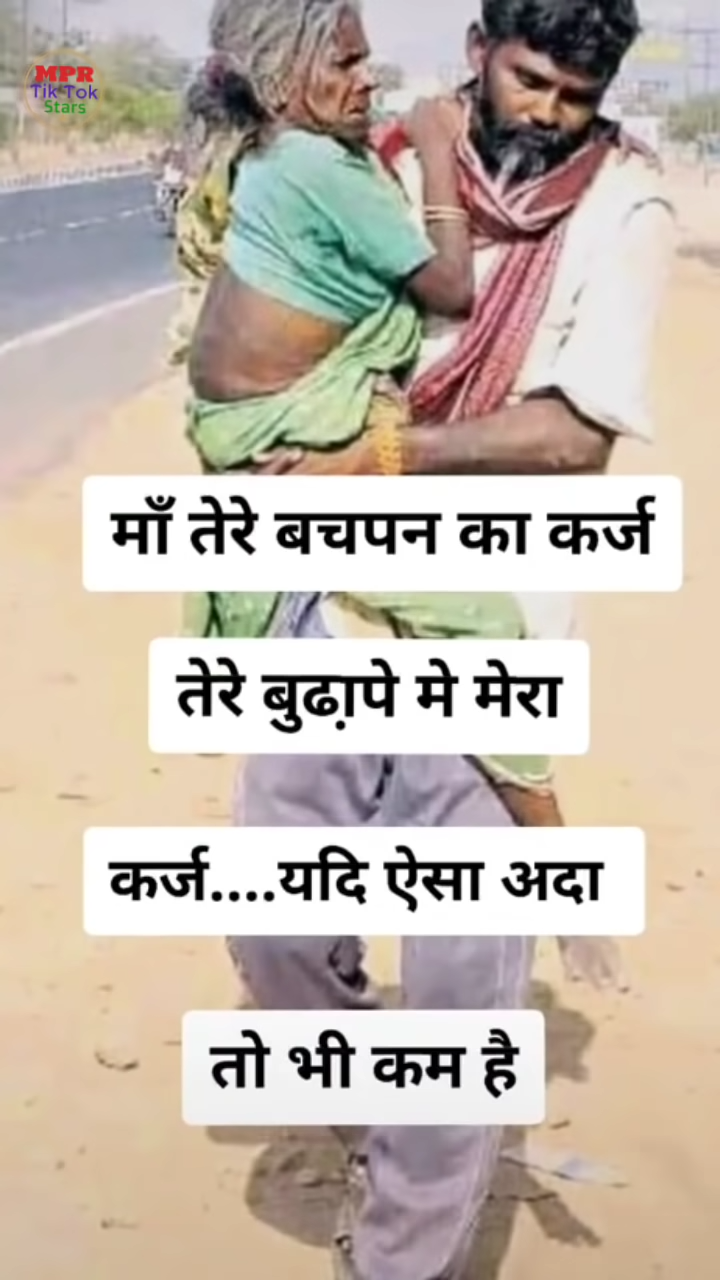 MPR
Tik Tok
Stars
माँ तेरे बचपन का कर्ज
तेरे बुढा़पे मे मेरा
कर्ज....यदि ऐसा अदा
तो भी कम है